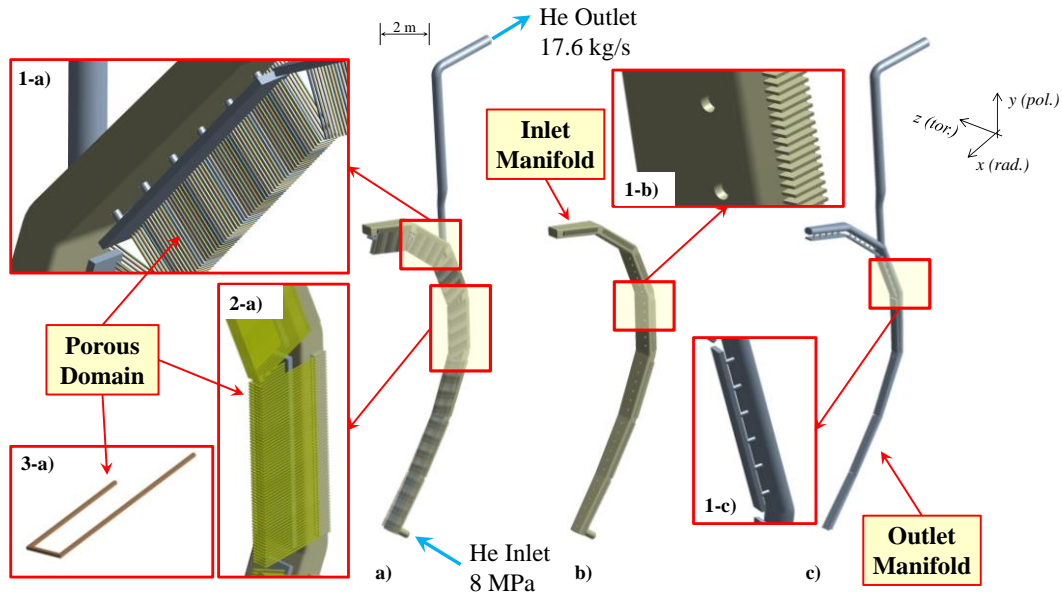 2 m
He Outlet
17.6 kg/s
1-a)
Inlet
Manifold
1-b)
y (pol.)
z (tor.)
x (rad.)
2-a)
Porous
Domain
3-a)
1-c)
Outlet
Manifold
He Inlet
8 MPa
a)
b)
c)